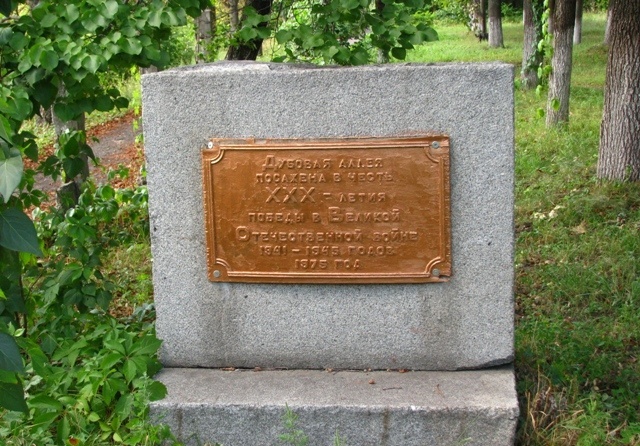 Дубовая аллея
посажена в честь
XXX – летия
победы в Великой
Отечественной войне
1941 – 1945 годов.
1975 год